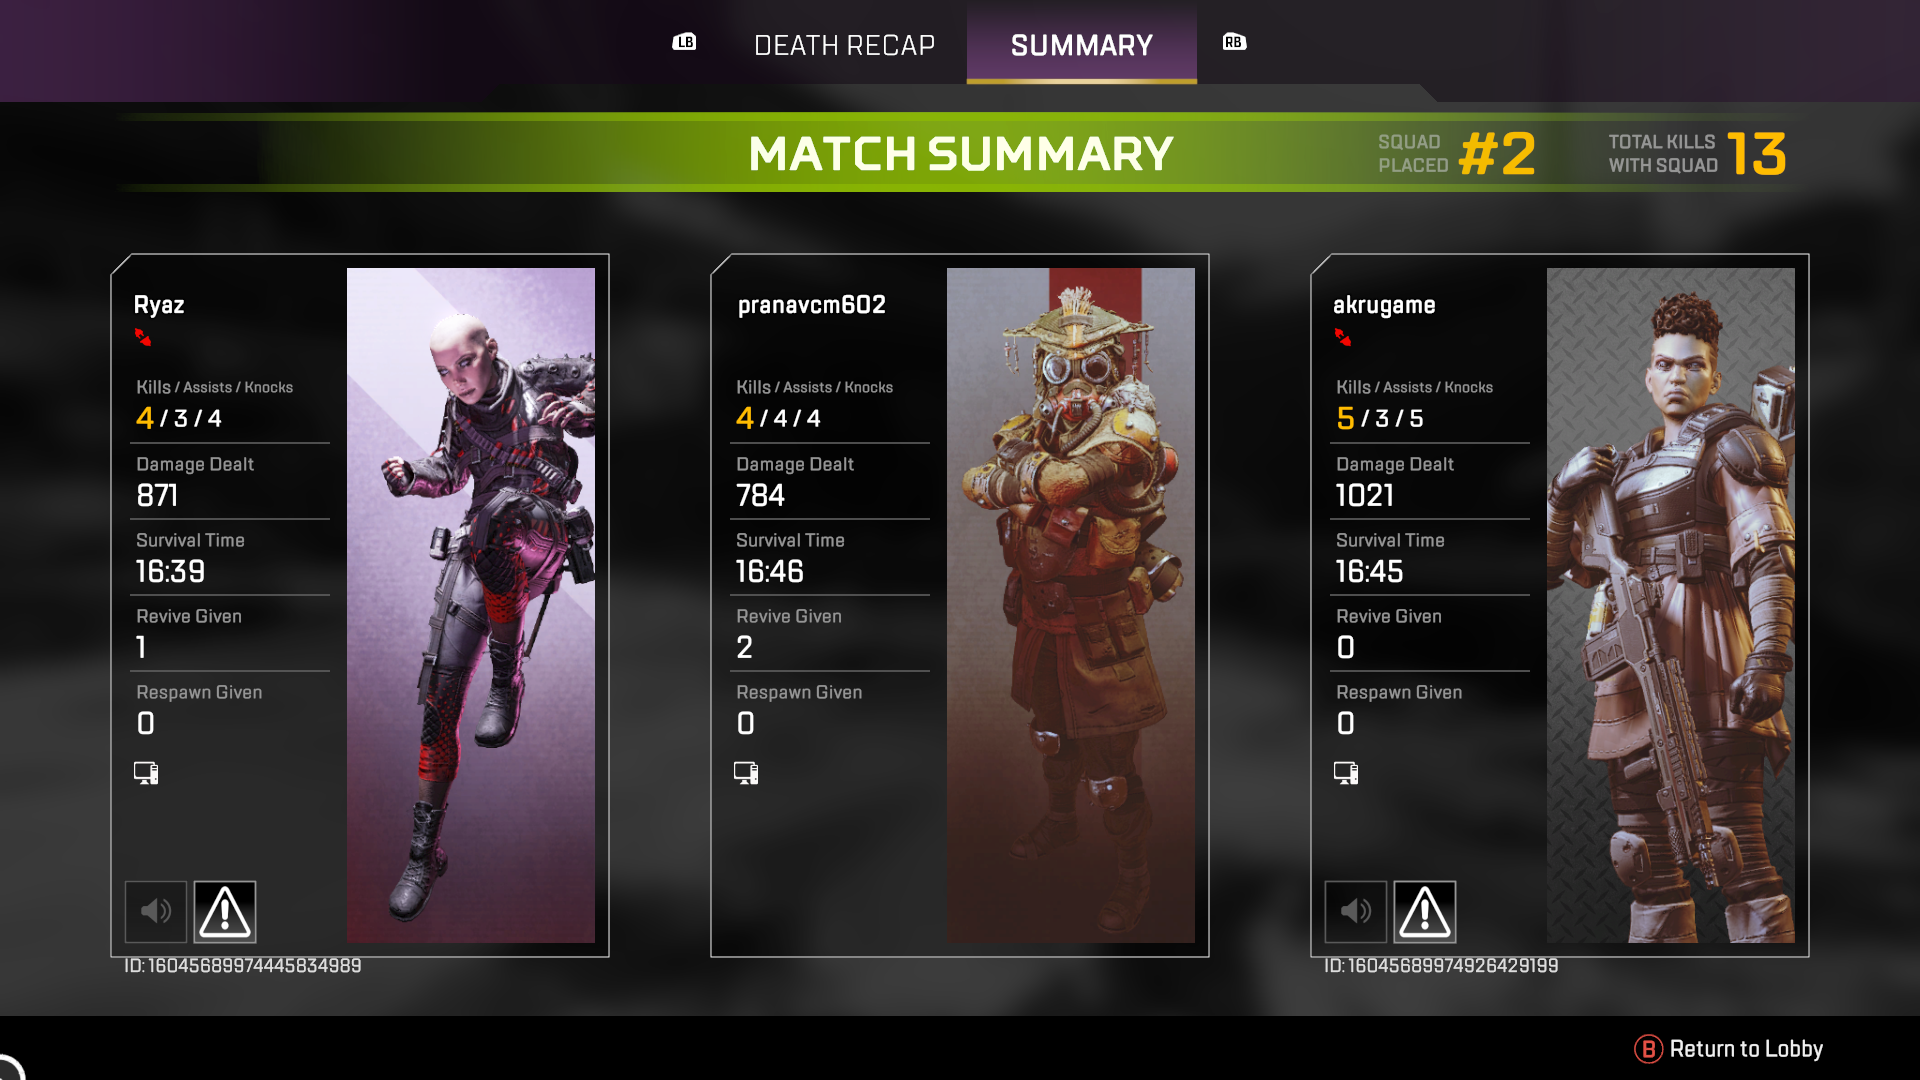 LB DEATH RECAP SUMMARY RB
MATCH SUMMARY
SQUAD PLACED #2
TOTAL KILLS WITH SQUAD 13
Ryaz
Kills / Assists / Knocks
4 / 3 / 4
Damage Dealt
871
Survival Time
16:39
Revive Given
1
Respawn Given
0
ID: 16045689974445834989
pranavcm602
Kills / Assists / Knocks
4 / 4 / 4
Damage Dealt
784
Survival Time
16:46
Revive Given
2
Respawn Given
0
akrugame
Kills / Assists / Knocks
5 / 3 / 5
Damage Dealt
1021
Survival Time
16:45
Revive Given
0
Respawn Given
0
ID: 16045689974926429199
B Return to Lobby